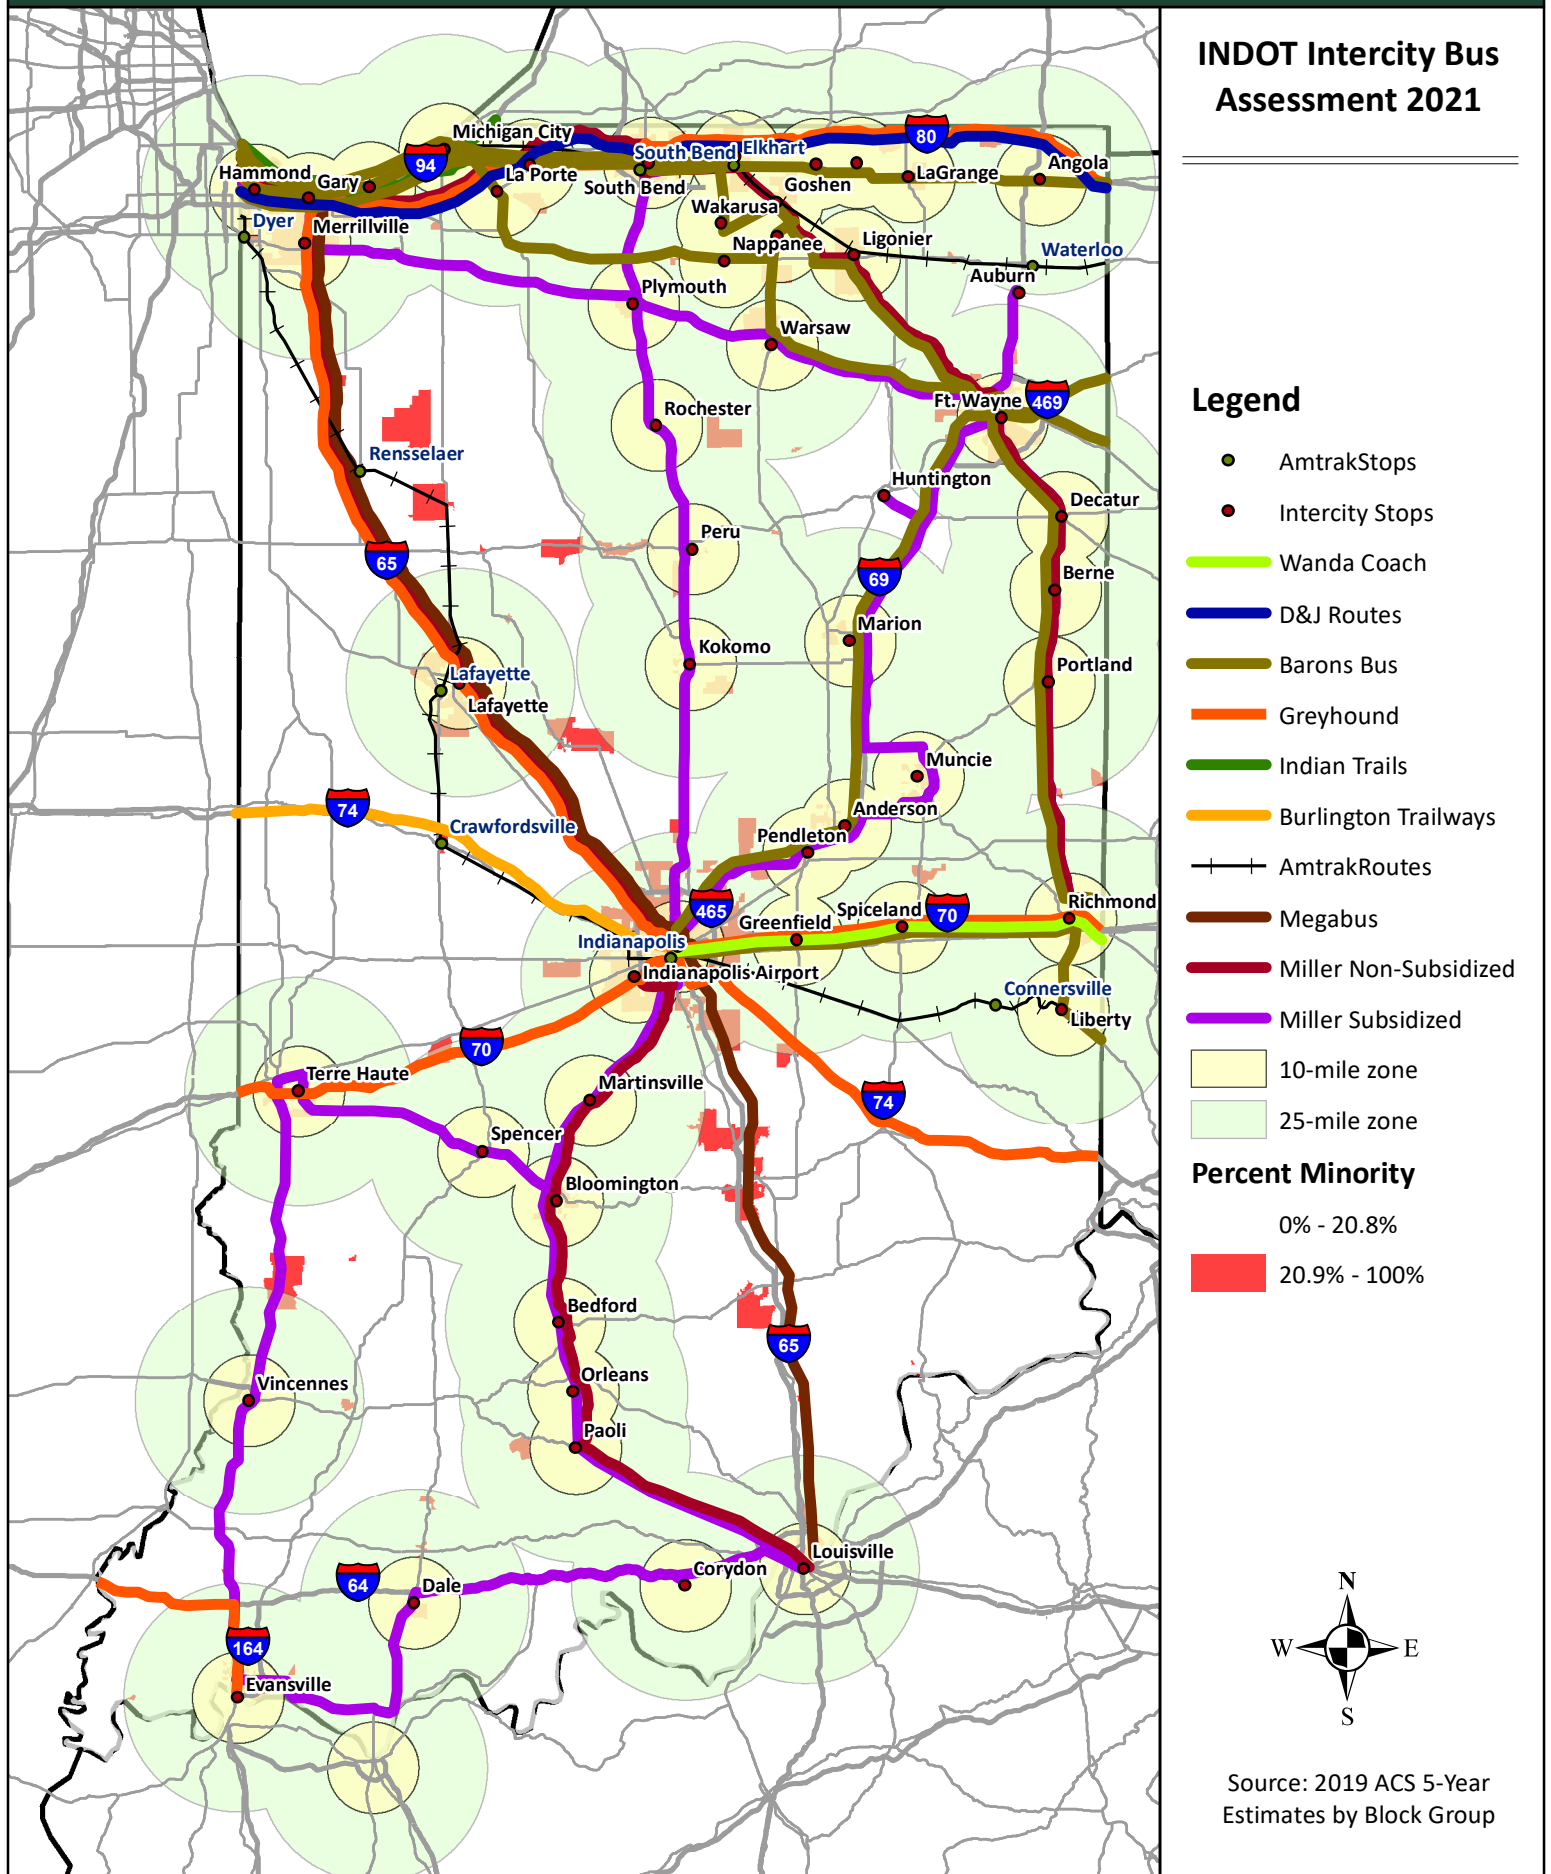 INDOT Intercity Bus
Assessment 2021
Legend
AmtrakStops
Intercity Stops
Wanda Coach
D&J Routes
Barons Bus
Greyhound
Indian Trails
Burlington Trailways
AmtrakRoutes
Megabus
Miller Non-Subsidized
Miller Subsidized
10-mile zone
25-mile zone
Percent Minority
0% - 20.8%
20.9% - 100%
N
W
E
S
Source: 2019 ACS 5-Year
Estimates by Block Group
Michigan City
80
94
South Bend
Elkhart
Angola
Hammond
Gary
La Porte
South Bend
Goshen
LaGrange
Wakarusa
Dyer
Merrillville
Nappanee
Ligonier
Waterloo
Auburn
Plymouth
Warsaw
Ft. Wayne
469
Rochester
Rensselaer
Huntington
Decatur
Peru
65
69
Berne
Marion
Kokomo
Portland
Lafayette
Lafayette
Muncie
74
Anderson
Crawfordsville
Pendleton
465
Spiceland
70
Richmond
Greenfield
Indianapolis
Indianapolis Airport
Connersville
Liberty
70
Terre Haute
Martinsville
74
Spencer
Bloomington
Bedford
65
Orleans
Vincennes
Paoli
Louisville
Corydon
64
Dale
164
Evansville